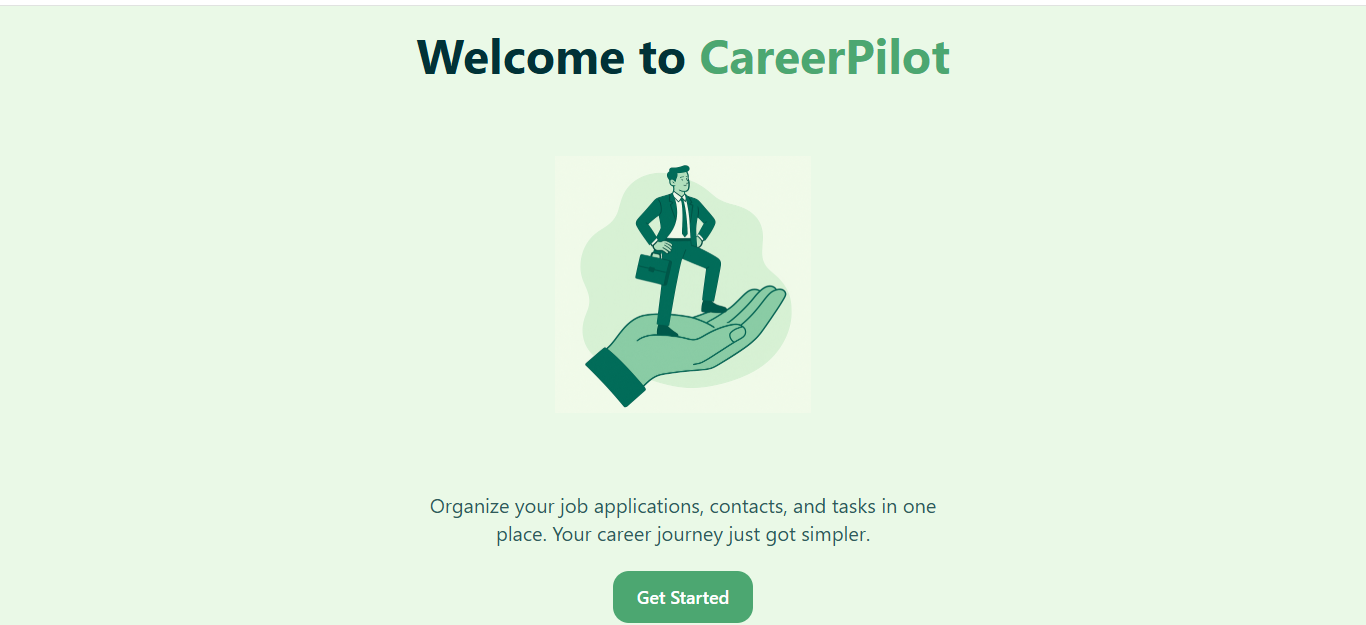 Welcome to CareerPilot
Organize your job applications, contacts, and tasks in one
place. Your career journey just got simpler.
Get Started